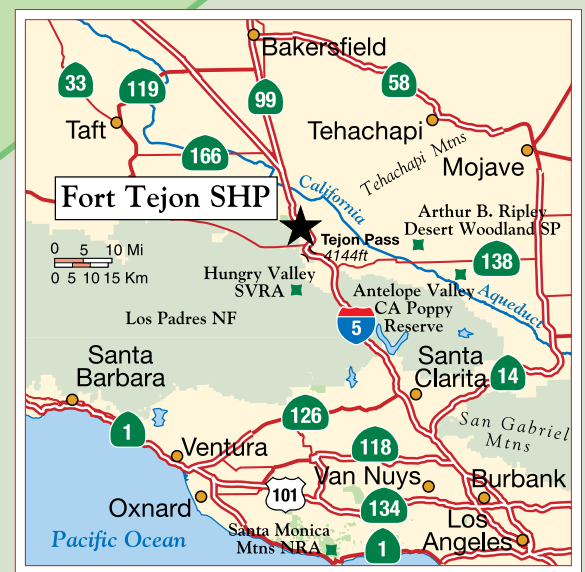 Bakersfield
33
119
99
58
Taft
Tehachapi
166
Tehachapi Mtns
Mojave
California
Fort Tejon SHP
Arthur B. Ripley
Desert Woodland SP
Tejon Pass
4144ft
138
0 5 10 Mi
0 5 10 15 Km
Hungry Valley
SVRA
Antelope Valley
CA Poppy
Reserve
Aqueduct
Los Padres NF
5
Santa
Barbara
Santa
Clarita
14
1
126
San Gabriel
Mtns
Ventura
118
Van Nuys
Burbank
101
Oxnard
134
Los
Angeles
Pacific Ocean
Santa Monica
Mtns NRA
1